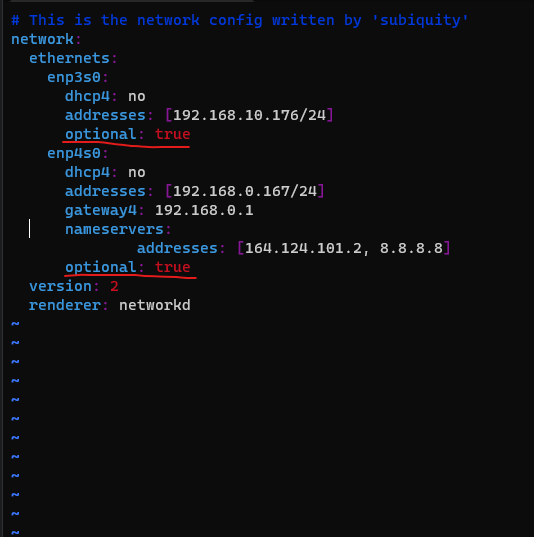 # This is the network config written by 'subiquity'
network:
  ethernets:
    enp3s0:
      dhcp4: no
      addresses: [192.168.10.176/24]
      optional: true
    enp4s0:
      dhcp4: no
      addresses: [192.168.0.167/24]
      gateway4: 192.168.0.1
      nameservers:
              addresses: [164.124.101.2, 8.8.8.8]
      optional: true
  version: 2
  renderer: networkd
~
~
~
~
~
~
~
~
~
~
~
~